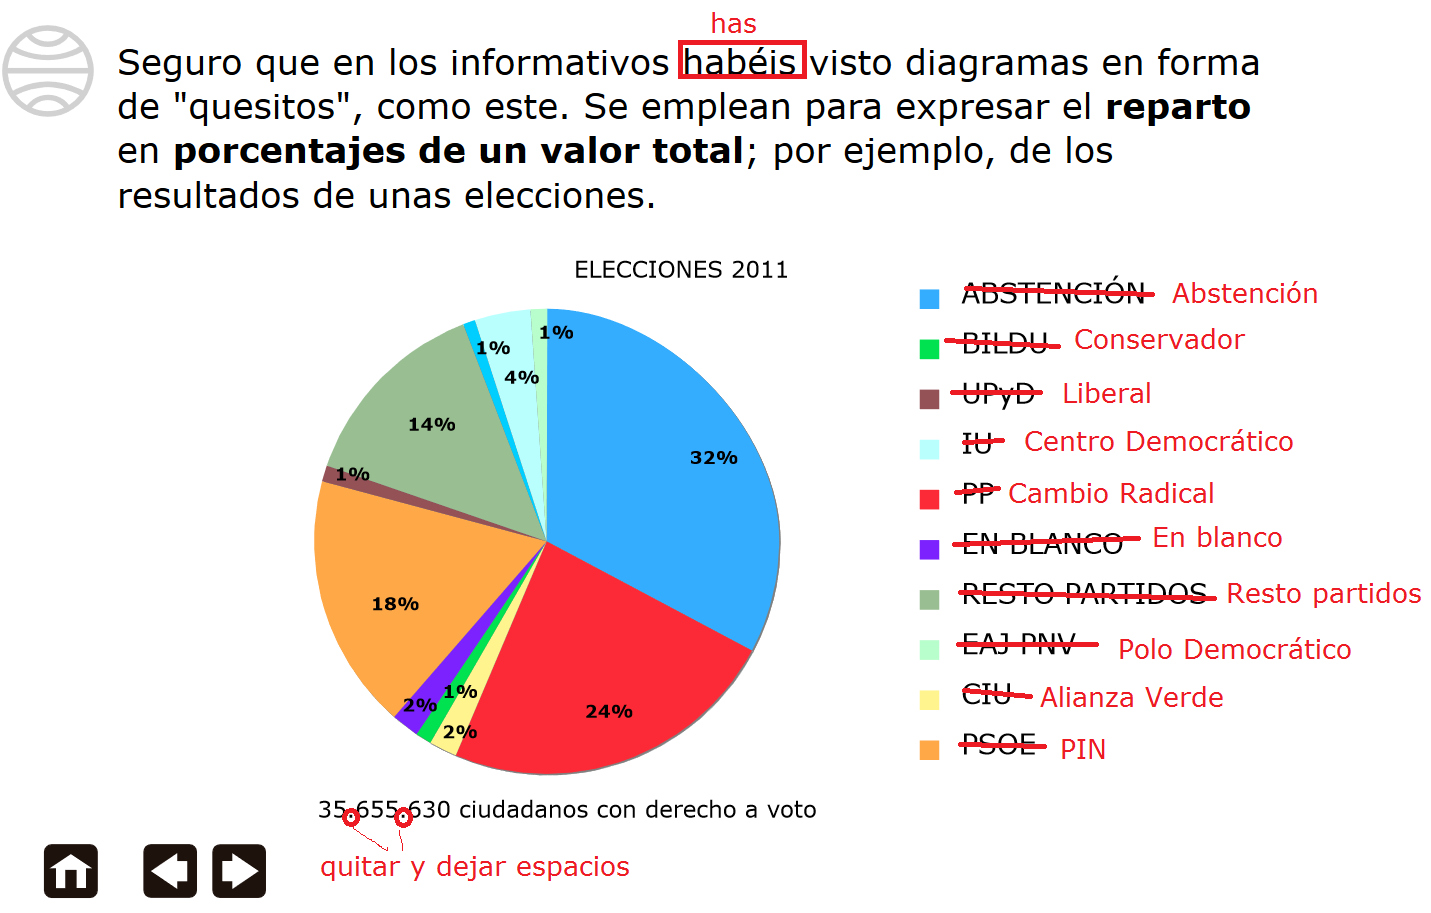 has
Seguro que en los informativos habéis visto diagramas en forma
de "quesitos", como este. Se emplean para expresar el reparto
en porcentajes de un valor total; por ejemplo, de los
resultados de unas elecciones.
ELECCIONES 2011
1%
1%
4%
14%
32%
1%
18%
24%
1%
2%
2%
ABSTENCIÓN Abstención
BILDU Conservador
UPyD Liberal
IU Centro Democrático
PP Cambio Radical
EN BLANCO En blanco
RESTO PARTIDOS Resto partidos
EAJ-PNV Polo Democrático
CIU Alianza Verde
PSOE PIN
35.655.630 ciudadanos con derecho a voto
quitar y dejar espacios